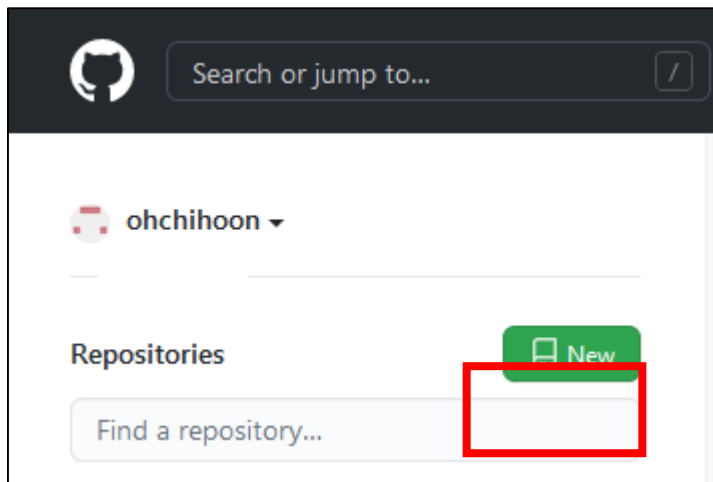 Search or jump to... /
ohchihoon
Repositories New
Find a repository...